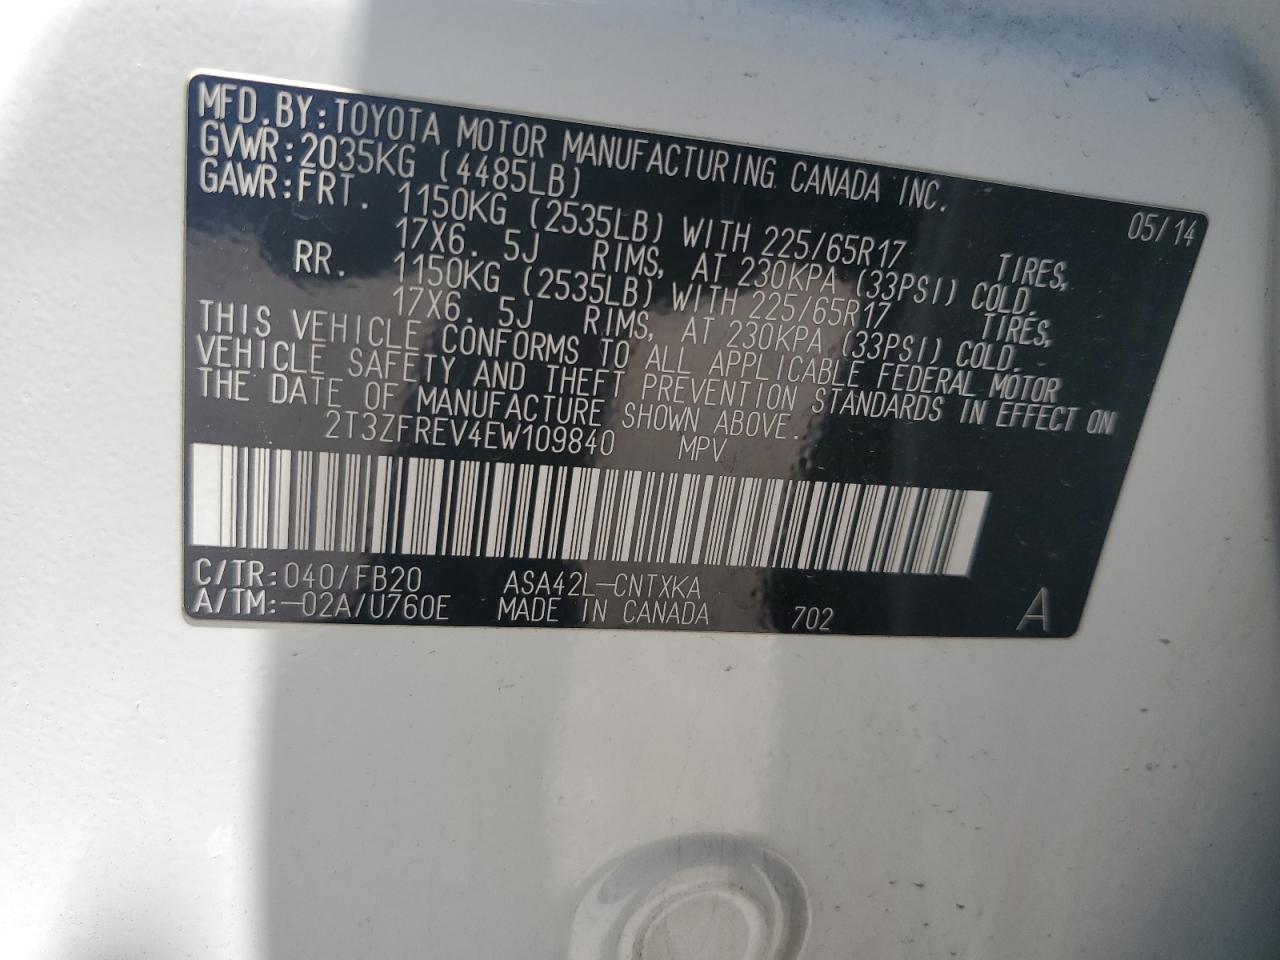 MFD.BY:TOYOTA MOTOR MANUFACTURING CANADA INC.
GVWR:2035KG (4485LB) 05/14
GAWR:FRT. 1150KG (2535LB) WITH 225/65R17 TIRES,
17X6. 5J RIMS, AT 230KPA (33PSI) COLD.
RR. 1150KG (2535LB) WITH 225/65R17 TIRES,
17X6. 5J RIMS, AT 230KPA (33PSI) COLD.
THIS VEHICLE CONFORMS TO ALL APPLICABLE FEDERAL MOTOR
VEHICLE SAFETY AND THEFT PREVENTION STANDARDS IN EFFECT ON
THE DATE OF MANUFACTURE SHOWN ABOVE.
2T3ZFREV4EW109840 MPV
C/TR:040/FB20 ASA42L-CNTXKA
A/TM:-02A/U760E MADE IN CANADA 702 A